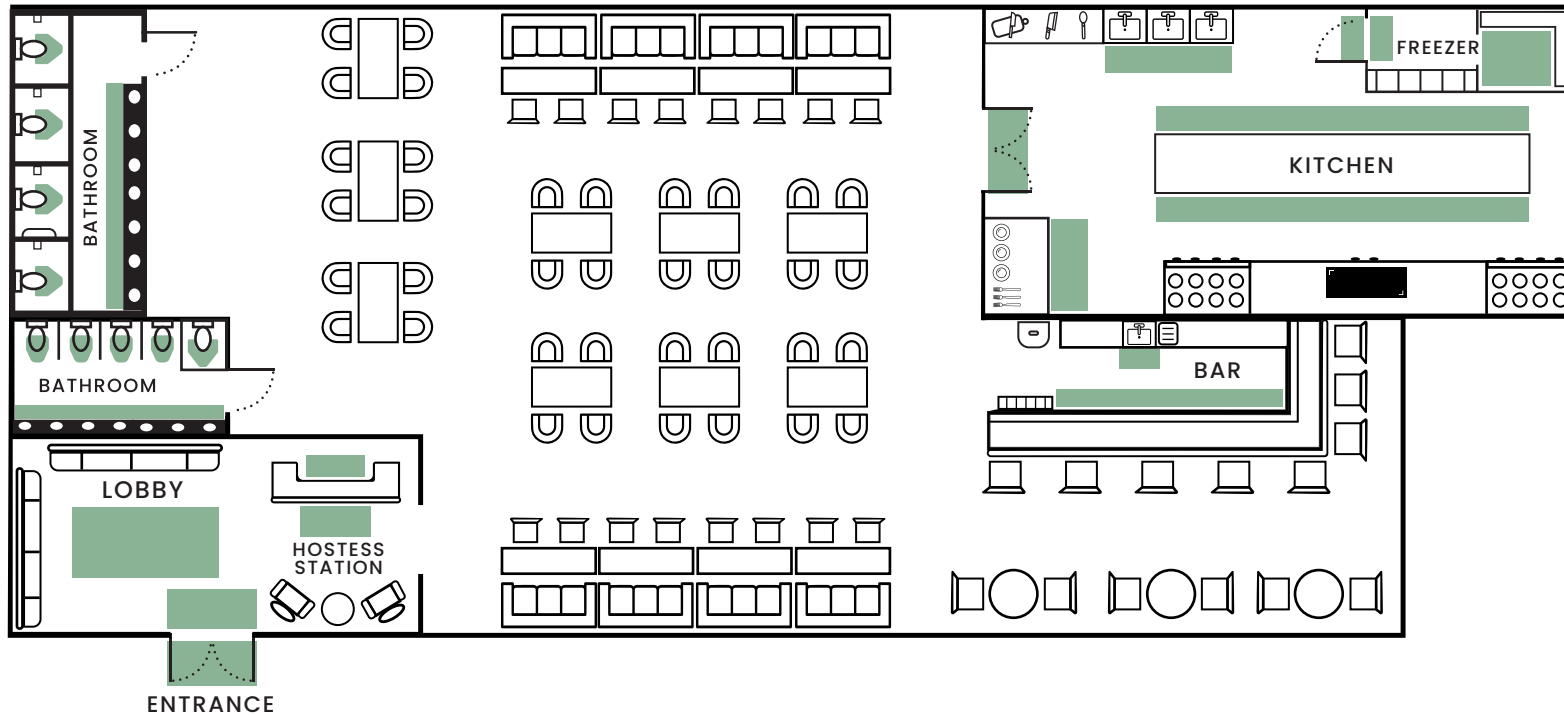 FREEZER
KITCHEN
BATHROOM
BAR
BATHROOM
LOBBY
HOSTESS
STATION
ENTRANCE